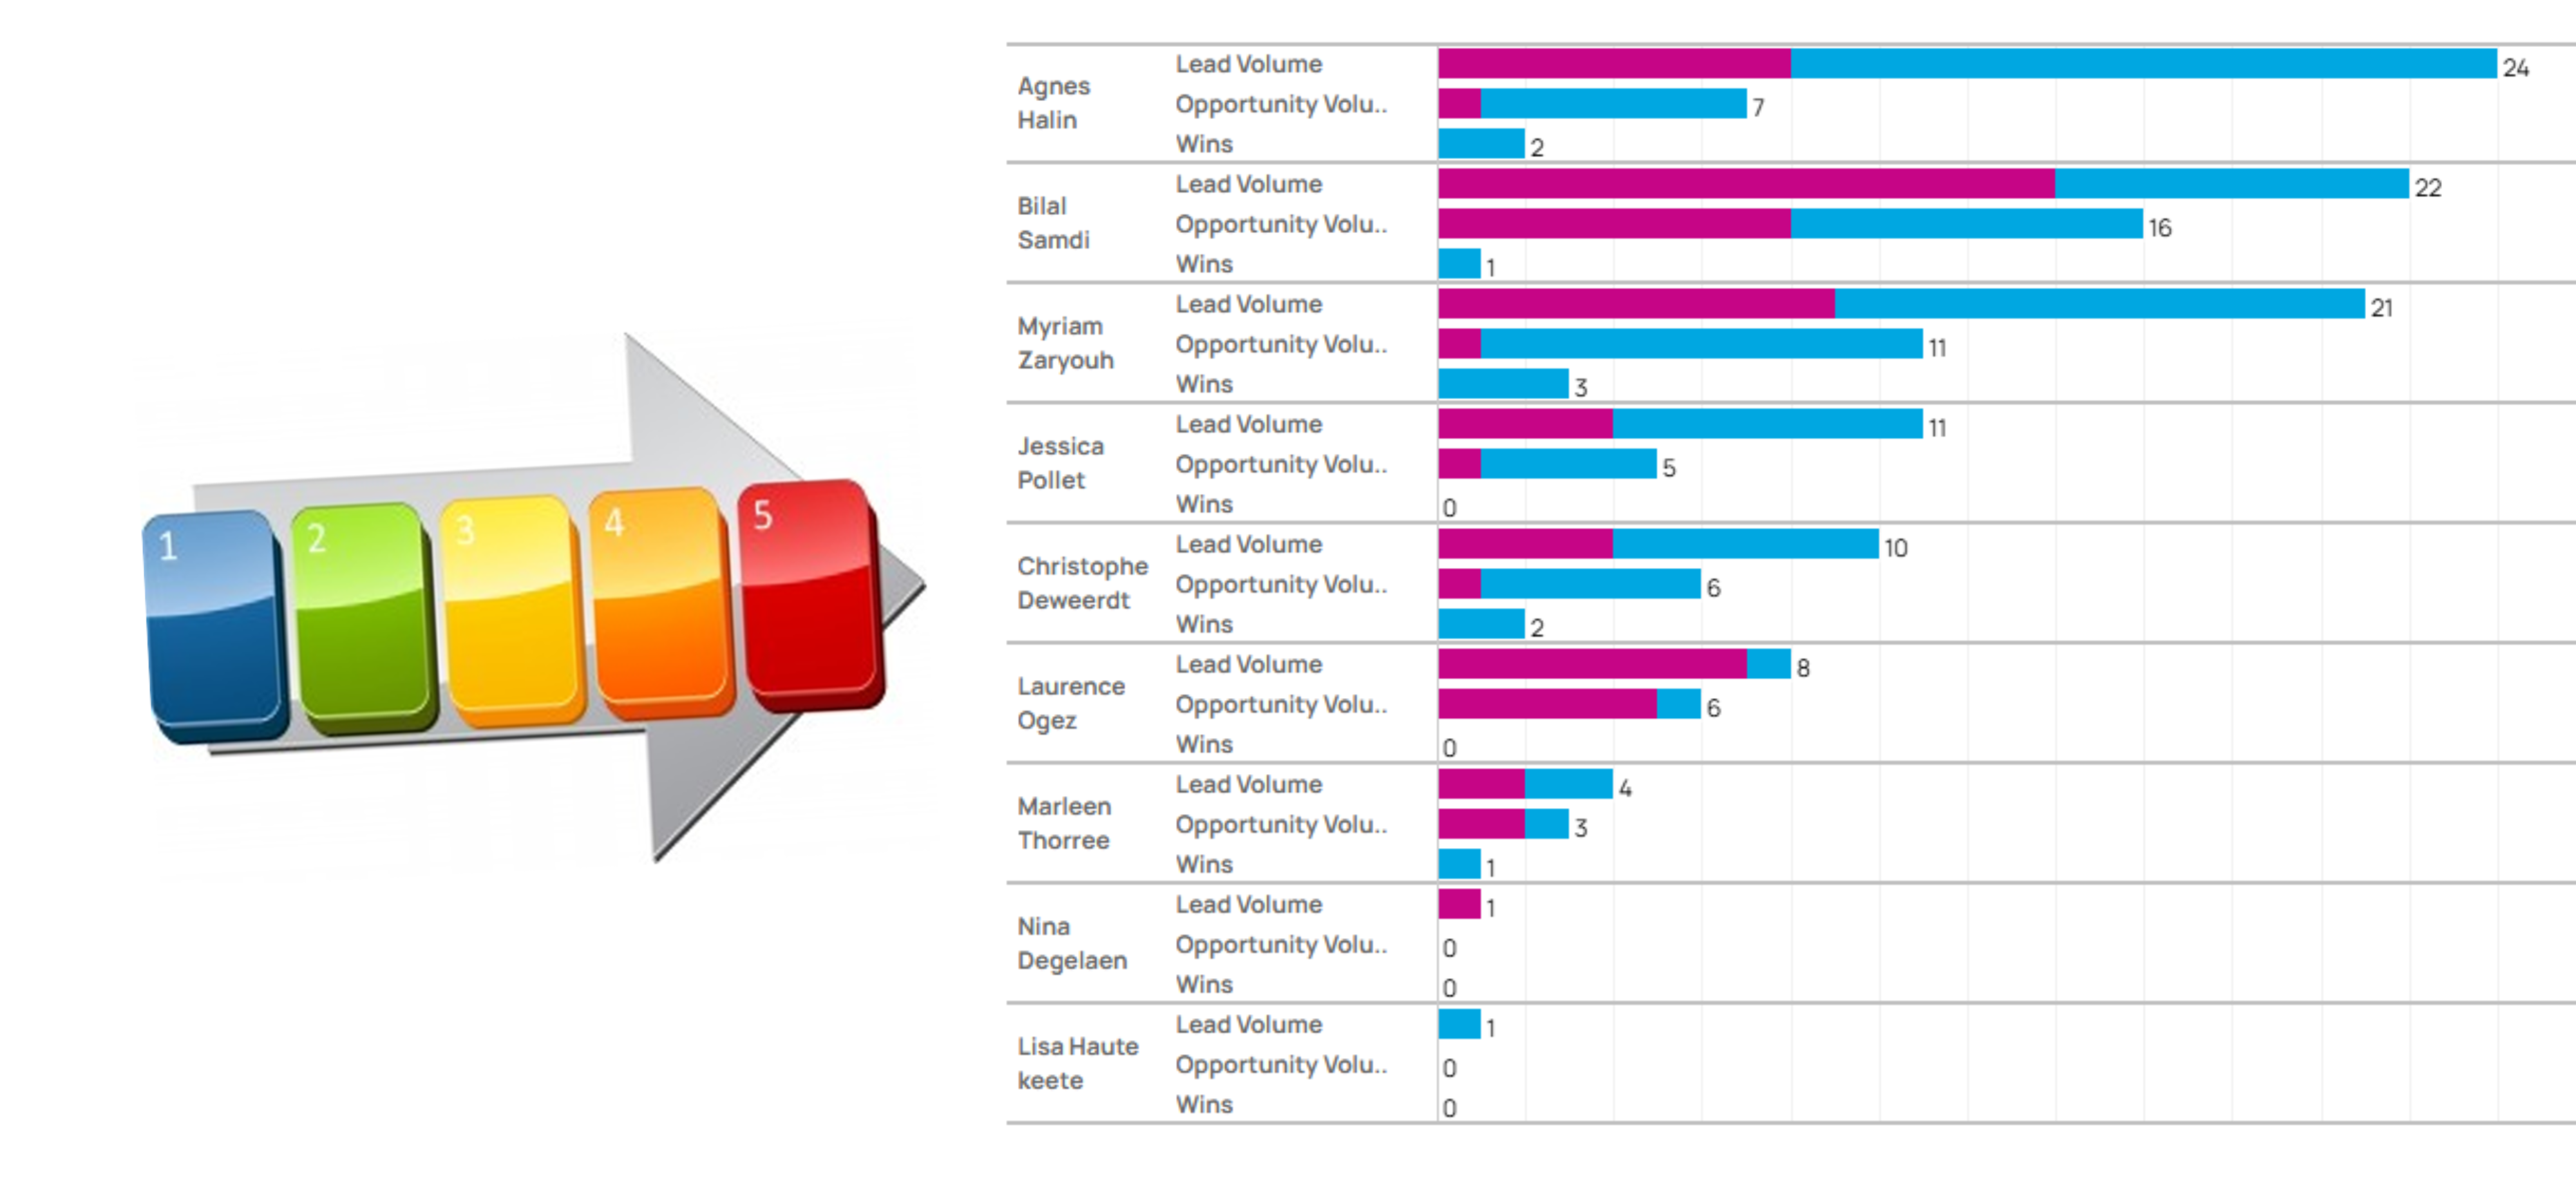 1 2 3 4 5
Agnes
Halin
Lead Volume 24
Opportunity Volu.. 7
Wins 2
Bilal
Samdi
Lead Volume 22
Opportunity Volu.. 16
Wins 1
Myriam
Zaryouh
Lead Volume 21
Opportunity Volu.. 11
Wins 3
Jessica
Pollet
Lead Volume 11
Opportunity Volu.. 5
Wins 0
Christophe
Deweerdt
Lead Volume 10
Opportunity Volu.. 6
Wins 2
Laurence
Ogez
Lead Volume 8
Opportunity Volu.. 6
Wins 0
Marleen
Thorree
Lead Volume 4
Opportunity Volu.. 3
Wins 1
Nina
Degelaen
Lead Volume 1
Opportunity Volu.. 0
Wins 0
Lisa Haute
keete
Lead Volume 1
Opportunity Volu.. 0
Wins 0